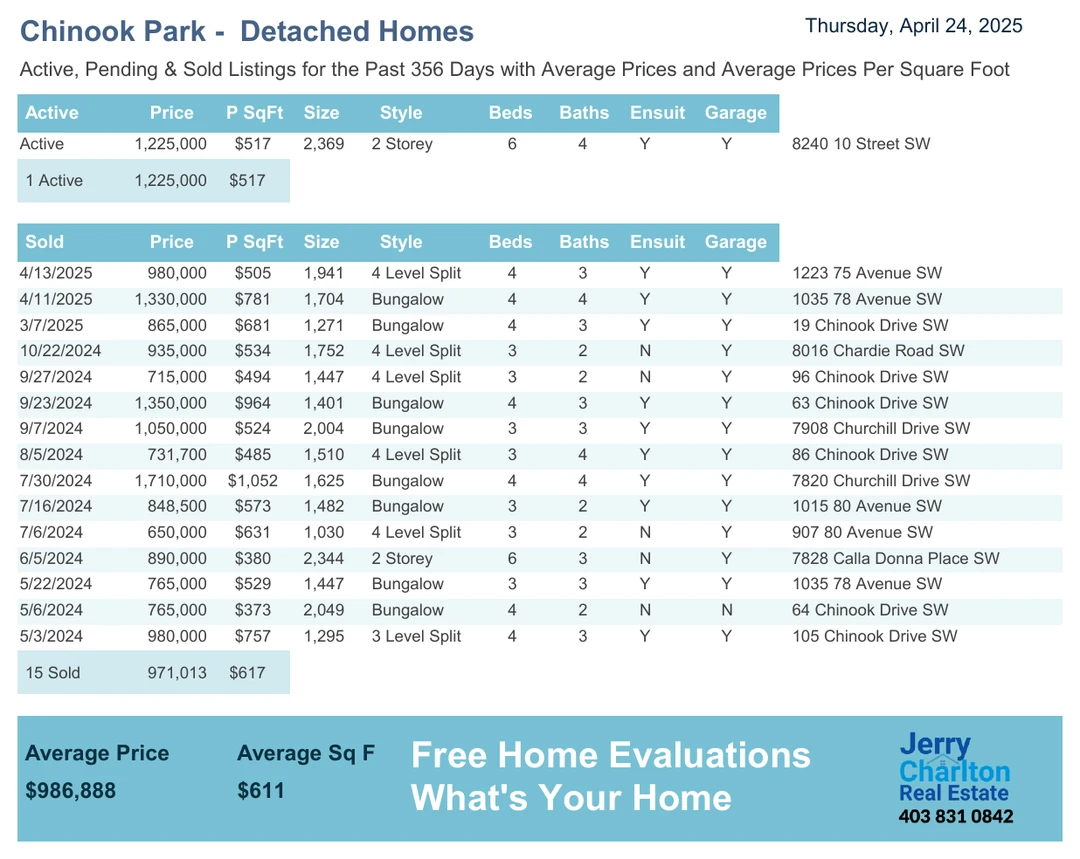 Chinook Park - Detached Homes
Thursday, April 24, 2025
Active, Pending & Sold Listings for the Past 356 Days with Average Prices and Average Prices Per Square Foot
Active Price P SqFt Size Style Beds Baths Ensuit Garage
Active 1,225,000 $517 2,369 2 Storey 6 4 Y Y 8240 10 Street SW
1 Active 1,225,000 $517
Sold Price P SqFt Size Style Beds Baths Ensuit Garage
4/13/2025 980,000 $505 1,941 4 Level Split 4 3 Y Y 1223 75 Avenue SW
4/11/2025 1,330,000 $781 1,704 Bungalow 4 4 Y Y 1035 78 Avenue SW
3/7/2025 865,000 $681 1,271 Bungalow 4 3 Y Y 19 Chinook Drive SW
10/22/2024 935,000 $534 1,752 4 Level Split 3 2 N Y 8016 Chardie Road SW
9/27/2024 715,000 $494 1,447 4 Level Split 3 2 N Y 96 Chinook Drive SW
9/23/2024 1,350,000 $964 1,401 Bungalow 4 3 Y Y 63 Chinook Drive SW
9/7/2024 1,050,000 $524 2,004 Bungalow 3 3 Y Y 7908 Churchill Drive SW
8/5/2024 731,700 $485 1,510 4 Level Split 3 4 Y Y 86 Chinook Drive SW
7/30/2024 1,710,000 $1,052 1,625 Bungalow 4 4 Y Y 7820 Churchill Drive SW
7/16/2024 848,500 $573 1,482 Bungalow 3 2 Y Y 1015 80 Avenue SW
7/6/2024 650,000 $631 1,030 4 Level Split 3 2 N Y 907 80 Avenue SW
6/5/2024 890,000 $380 2,344 2 Storey 6 3 N Y 7828 Calla Donna Place SW
5/22/2024 765,000 $529 1,447 Bungalow 3 3 Y Y 1035 78 Avenue SW
5/6/2024 765,000 $373 2,049 Bungalow 4 2 N N 64 Chinook Drive SW
5/3/2024 980,000 $757 1,295 3 Level Split 4 3 Y Y 105 Chinook Drive SW
15 Sold 971,013 $617
Average Price Average Sq F
$986,888 $611
Free Home Evaluations
What's Your Home
Jerry
Charlton
Real Estate
403 831 0842